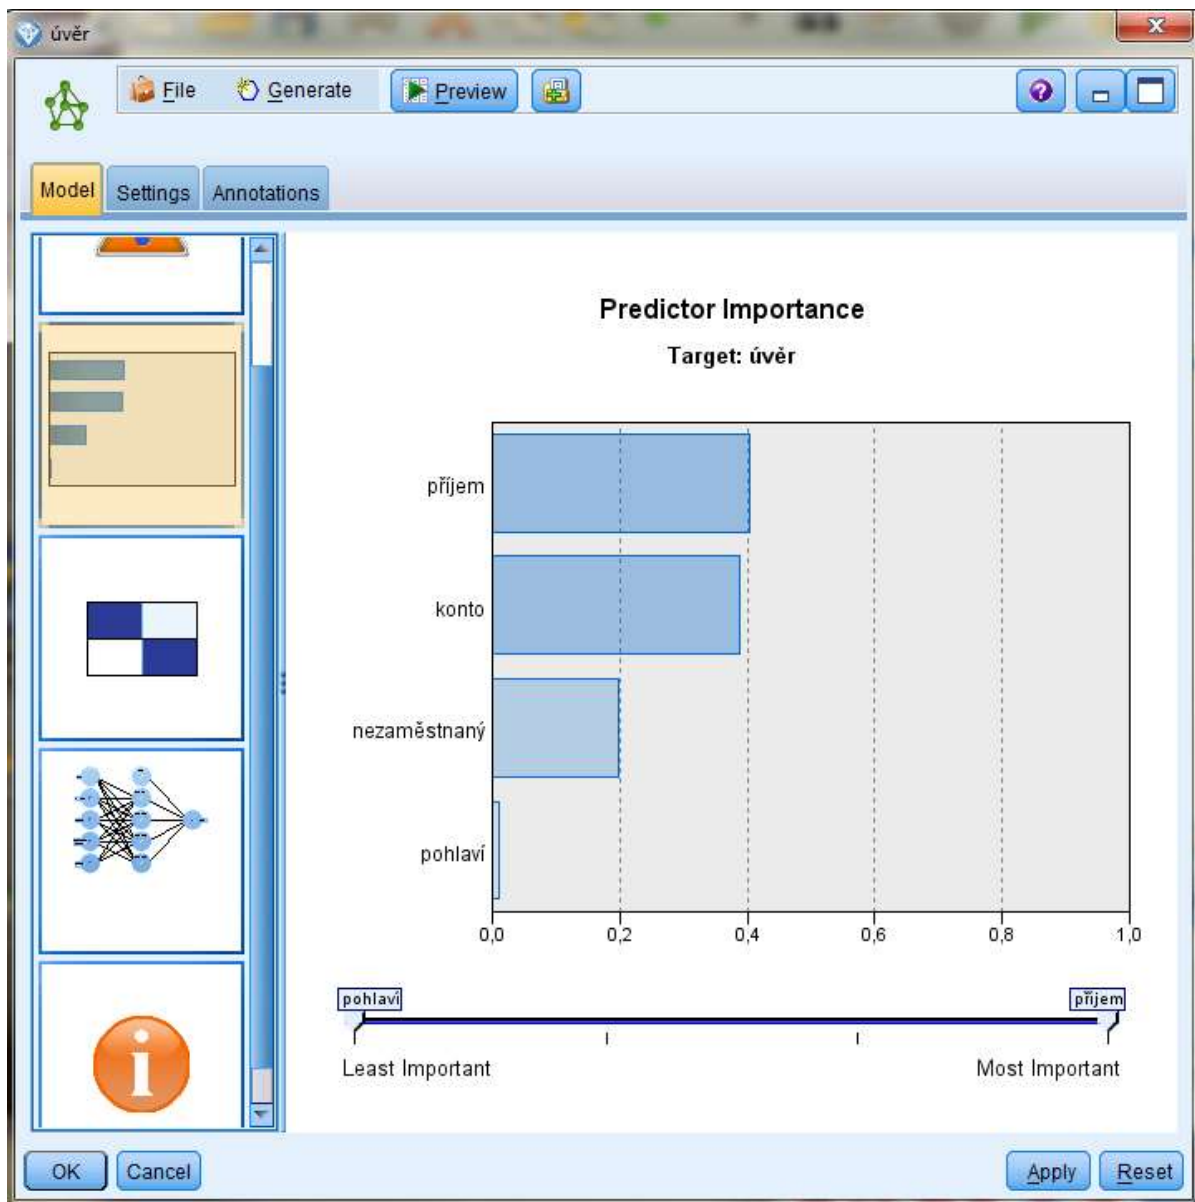 úvěr
File Generate Preview
Model Settings Annotations
Predictor Importance
Target: úvěr
příjem
konto
nezaměstnaný
pohlaví
0,0 0,2 0,4 0,6 0,8 1,0
pohlaví příjem
Least Important Most Important
OK Cancel Apply Reset